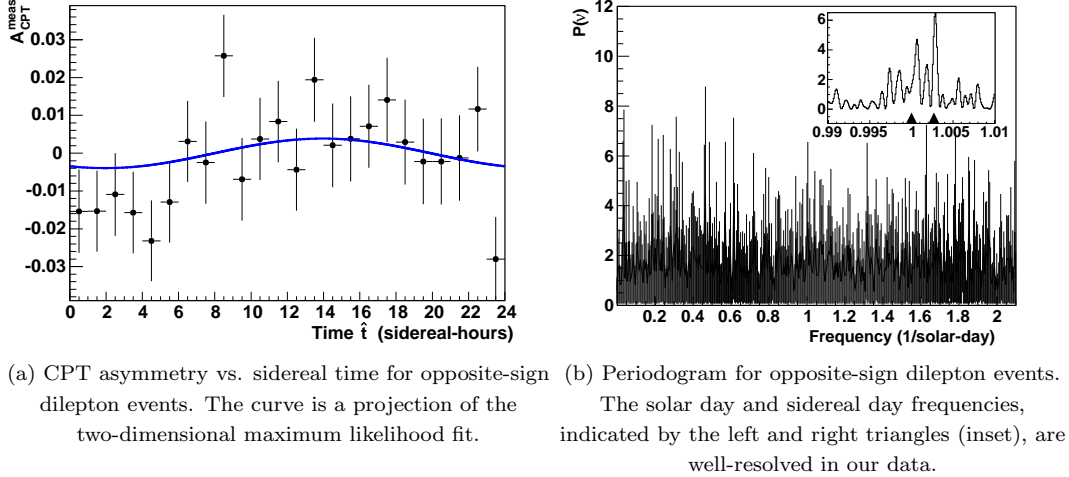 A^meas_CPT
0.03
0.02
0.01
0
-0.01
-0.02
-0.03
0 2 4 6 8 10 12 14 16 18 20 22 24
Time t̂ (sidereal-hours)
P(ν)
12
10
8
6
4
2
0
0.2 0.4 0.6 0.8 1 1.2 1.4 1.6 1.8 2
Frequency (1/solar-day)
6
4
2
0
0.99 0.995 1 1.005 1.01
(a) CPT asymmetry vs. sidereal time for opposite-sign
dilepton events. The curve is a projection of the
two-dimensional maximum likelihood fit.
(b) Periodogram for opposite-sign dilepton events.
The solar day and sidereal day frequencies,
indicated by the left and right triangles (inset), are
well-resolved in our data.